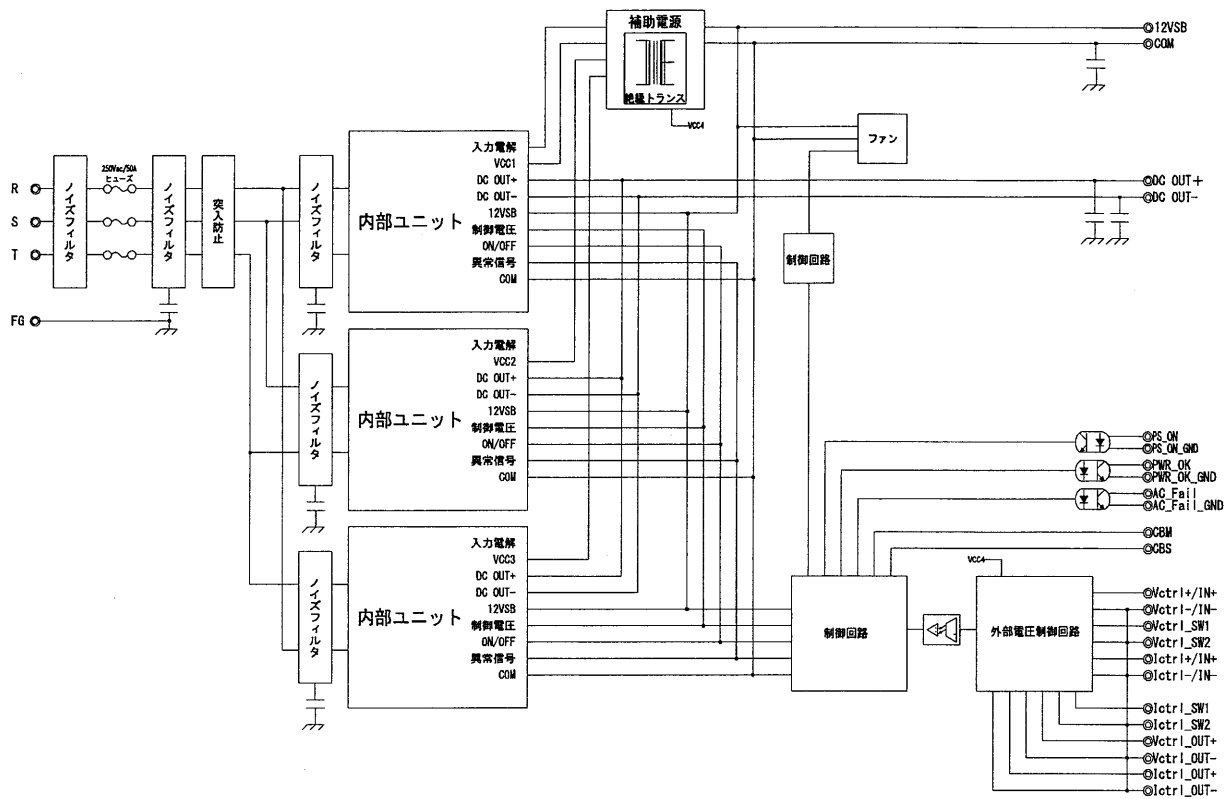 補助電源
絶縁トランス
VCC4
12VSB
COM
ファン
R
S
T
FG
ノイズフィルタ
250Vac/50A
ヒューズ
ノイズフィルタ
突入防止
ノイズフィルタ
内部ユニット
入力電解
VCC1
DC OUT+
DC OUT-
12VSB
制御電圧
ON/OFF
異常信号
COM
DC OUT+
DC OUT-
制御回路
ノイズフィルタ
内部ユニット
入力電解
VCC2
DC OUT+
DC OUT-
12VSB
制御電圧
ON/OFF
異常信号
COM
ノイズフィルタ
内部ユニット
入力電解
VCC3
DC OUT+
DC OUT-
12VSB
制御電圧
ON/OFF
異常信号
COM
PS_ON
PS_ON_GND
PWR_OK
PWR_OK_GND
AC_Fail
AC_Fail_GND
CBM
CBS
制御回路
VCC4
外部電圧制御回路
Vctrl+/IN+
Vctrl-/IN-
Vctrl_SW1
Vctrl_SW2
Ictrl+/IN+
Ictrl-/IN-
Ictrl_SW1
Ictrl_SW2
Vctrl_OUT+
Vctrl_OUT-
Ictrl_OUT+
Ictrl_OUT-